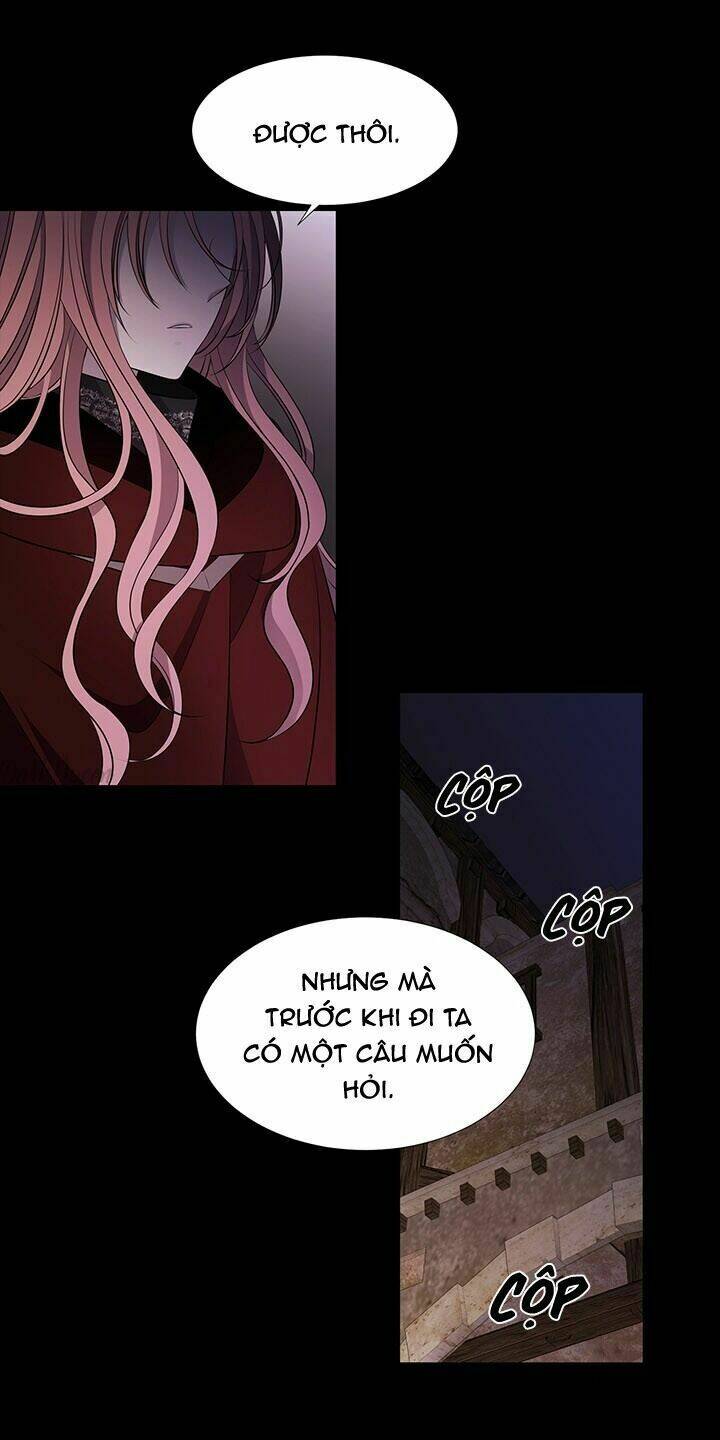 ĐƯỢC THÔI.
CỘP
CỘP
NHƯNG MÀ
TRƯỚC KHI ĐI TA
CÓ MỘT CÂU MUỐN
HỎI.
CỘP